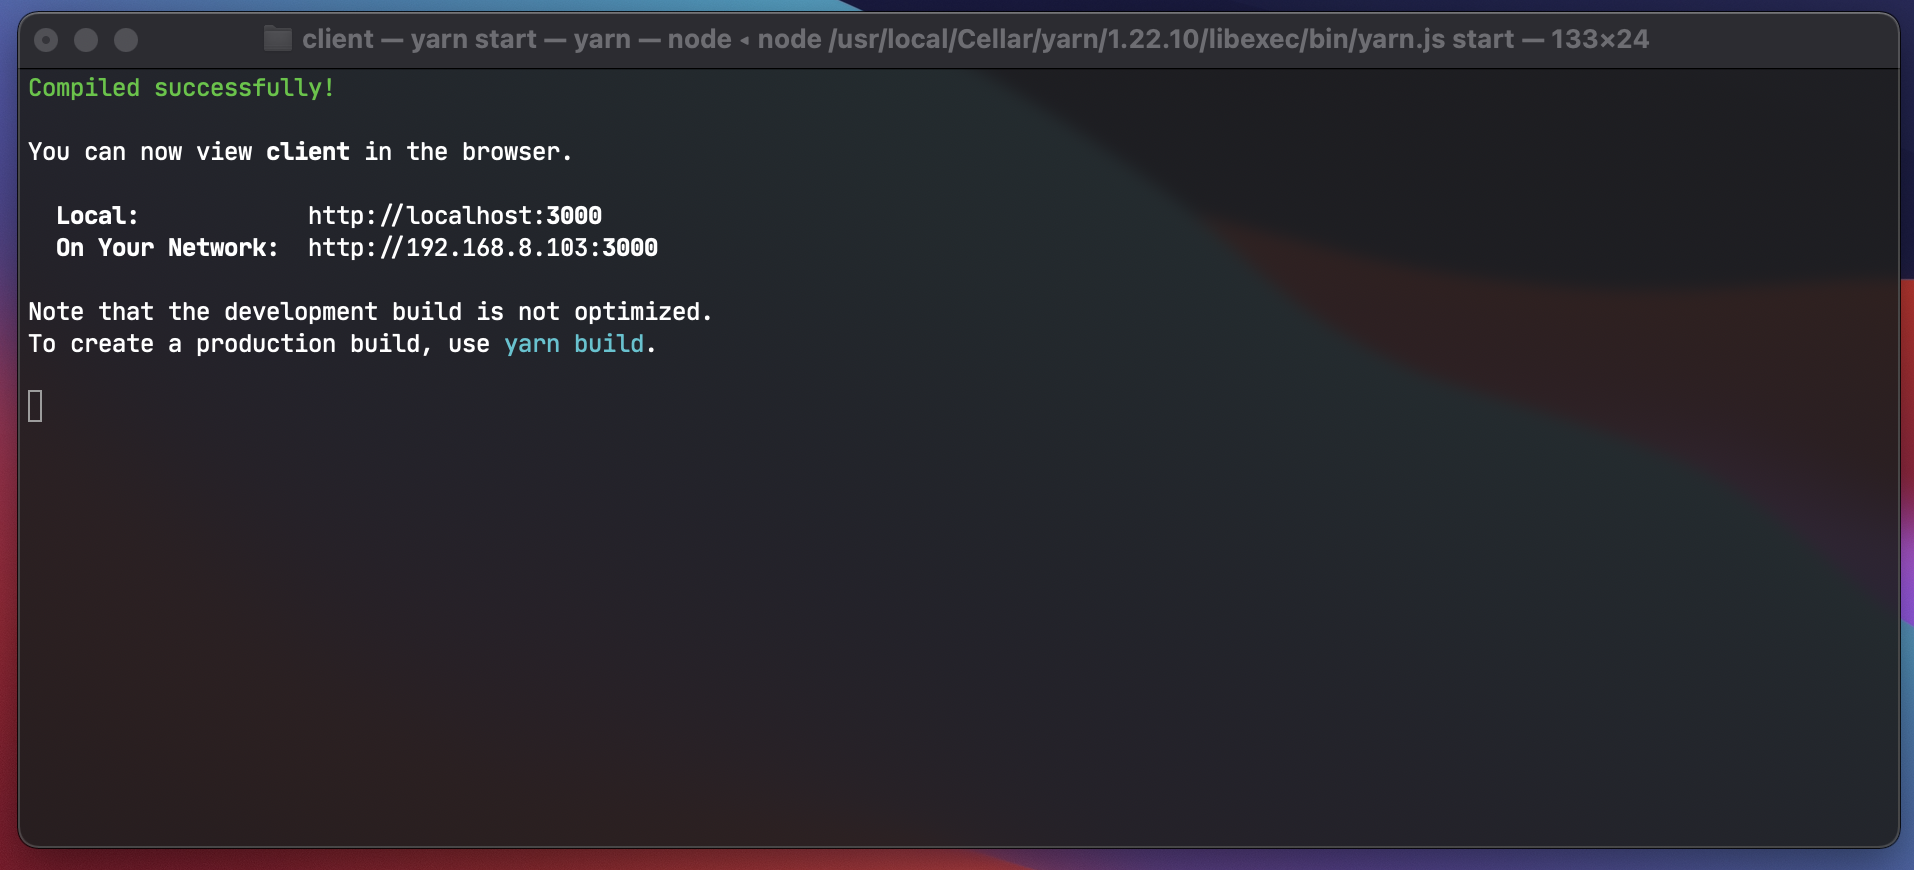 client — yarn start — yarn — node ◂ node /usr/local/Cellar/yarn/1.22.10/libexec/bin/yarn.js start — 133×24
Compiled successfully!
You can now view client in the browser.
Local: http://localhost:3000
On Your Network: http://192.168.8.103:3000
Note that the development build is not optimized.
To create a production build, use yarn build.